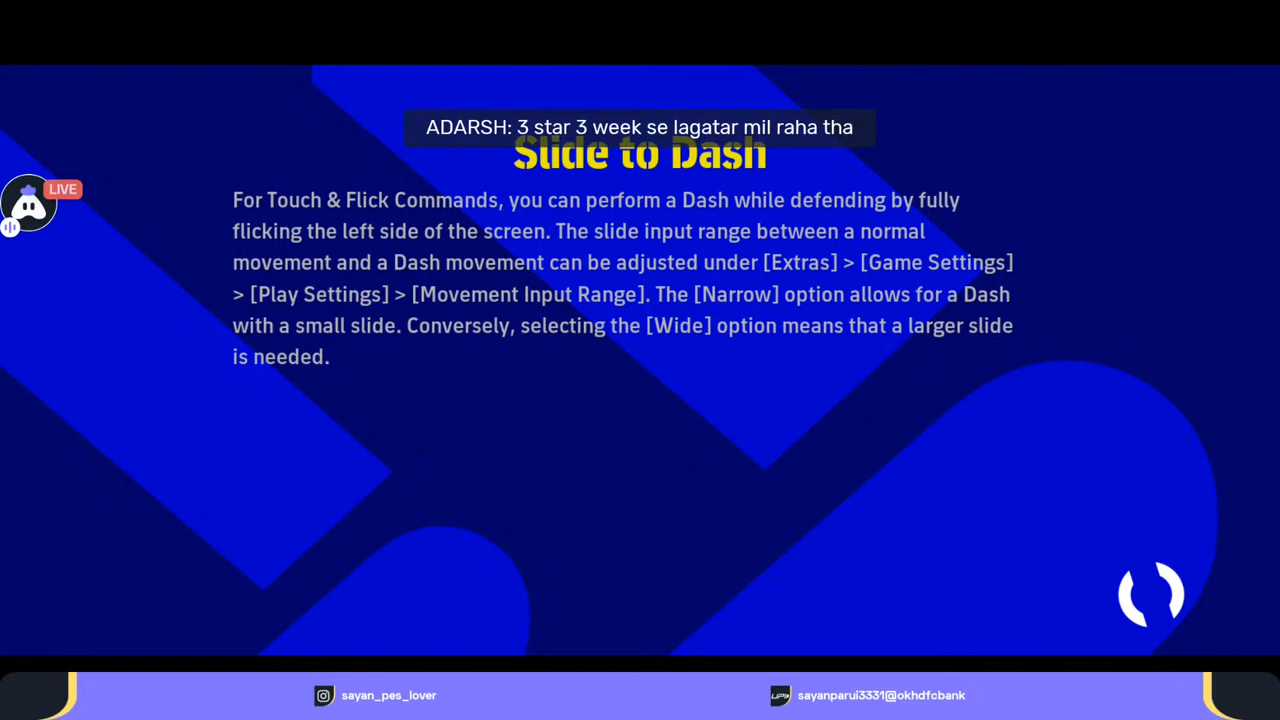 ADARSH: 3 star 3 week se lagatar mil raha tha
Slide to Dash
LIVE
For Touch & Flick Commands, you can perform a Dash while defending by fully
flicking the left side of the screen. The slide input range between a normal
movement and a Dash movement can be adjusted under [Extras] > [Game Settings]
> [Play Settings] > [Movement Input Range]. The [Narrow] option allows for a Dash
with a small slide. Conversely, selecting the [Wide] option means that a larger slide
is needed.
sayan_pes_lover
UPI
sayanparui3331@okhdfcbank